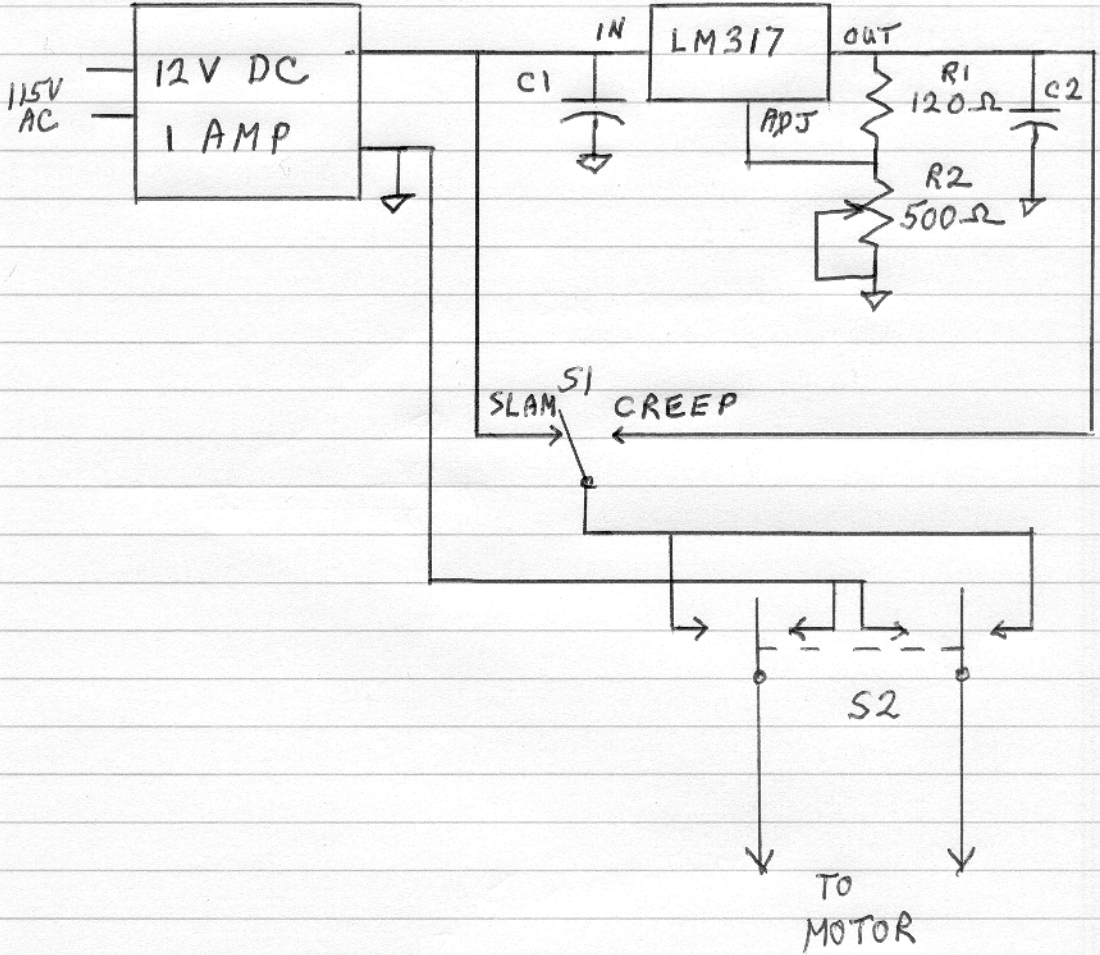 115V
AC
12V DC
1 AMP
C1
IN
LM317
OUT
ADJ
R1
120Ω
C2
R2
500Ω
S1
SLAM
CREEP
S2
TO
MOTOR